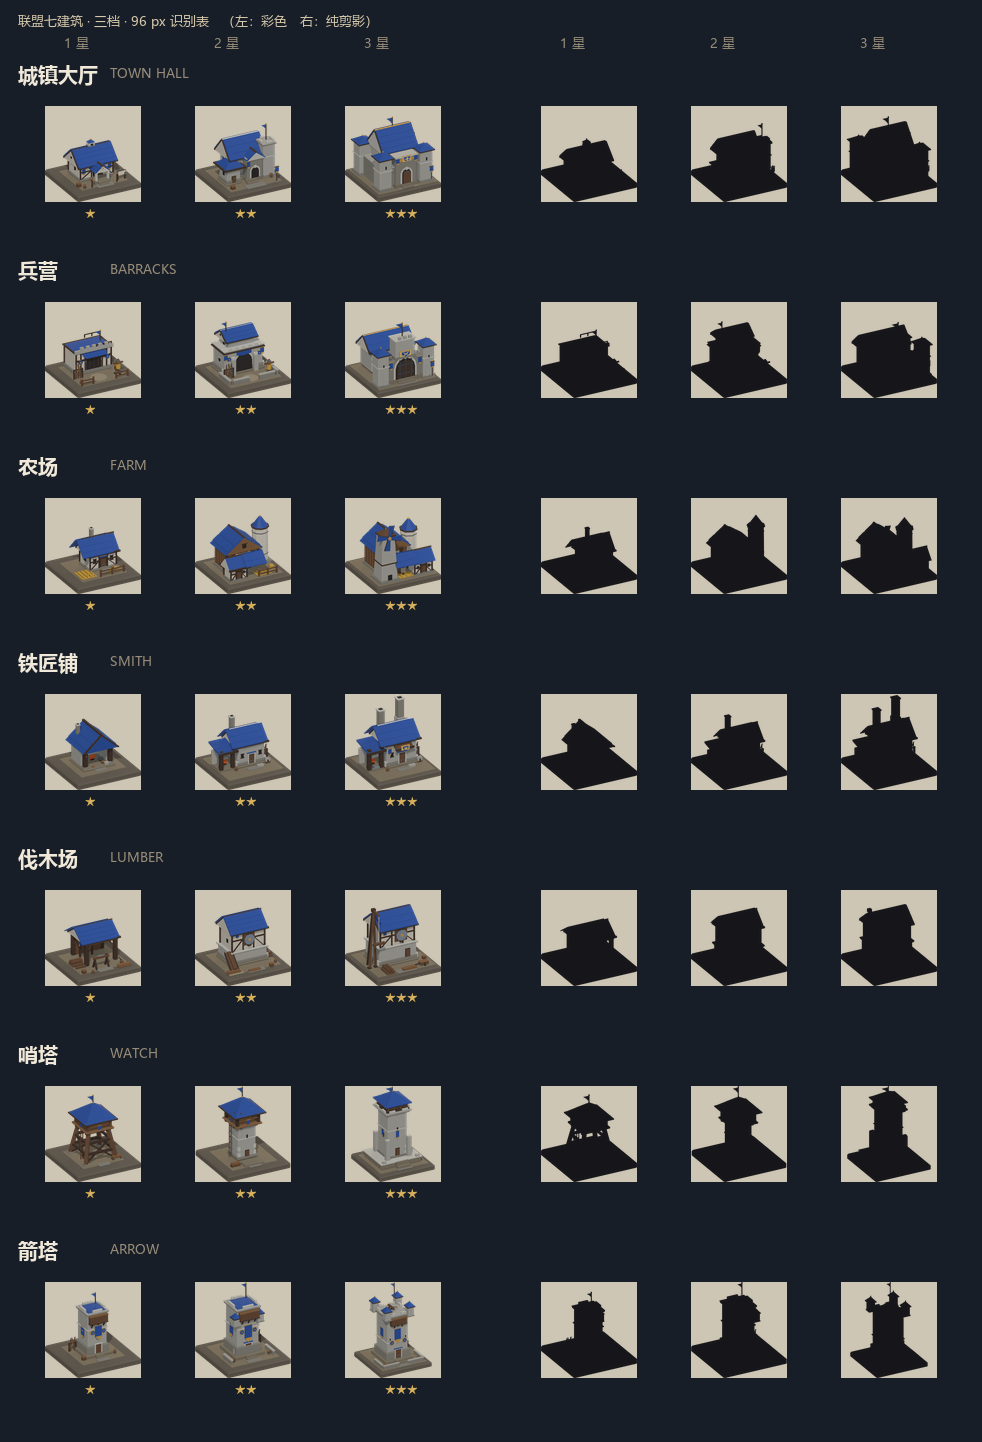 联盟七建筑 · 三档 · 96 px 识别表 （左：彩色 右：纯剪影）
1 星 2 星 3 星 1 星 2 星 3 星
城镇大厅 TOWN HALL
★ ★★ ★★★
兵营 BARRACKS
★ ★★ ★★★
农场 FARM
★ ★★ ★★★
铁匠铺 SMITH
★ ★★ ★★★
伐木场 LUMBER
★ ★★ ★★★
哨塔 WATCH
★ ★★ ★★★
箭塔 ARROW
★ ★★ ★★★